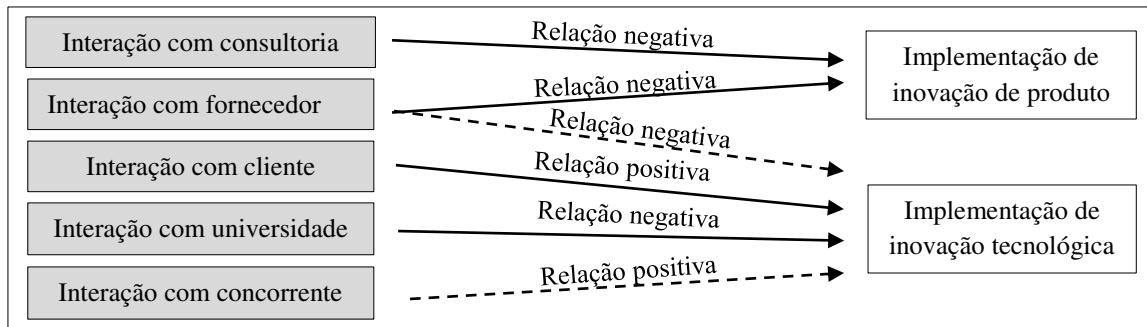 Interação com consultoria
Relação negativa
Implementação de
inovação de produto
Interação com fornecedor
Relação negativa
Relação negativa
Interação com cliente
Relação positiva
Interação com universidade
Relação negativa
Implementação de
inovação tecnológica
Interação com concorrente
Relação positiva